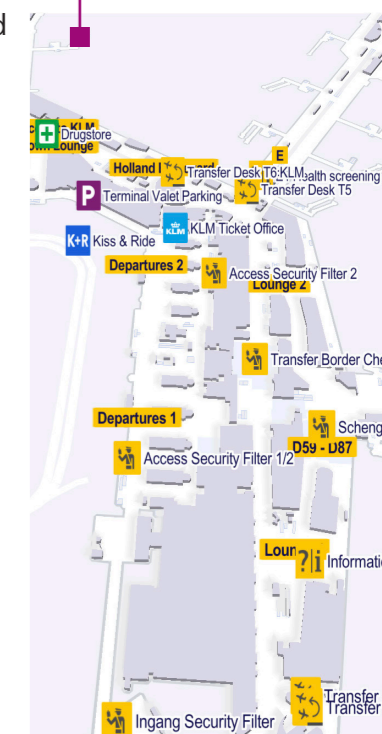 d
KLM
Drugstore
Lounge
E
Holland
Transfer Desk T6:KLM
health screening
Transfer Desk T5
P Terminal Valet Parking
KLM KLM Ticket Office
K+R Kiss & Ride
Departures 2
Access Security Filter 2
Lounge 2
Transfer Border Che
Departures 1
Scheng
D59 - D87
Access Security Filter 1/2
Loun
?|i Informati
Transfer
Transfer
Ingang Security Filter